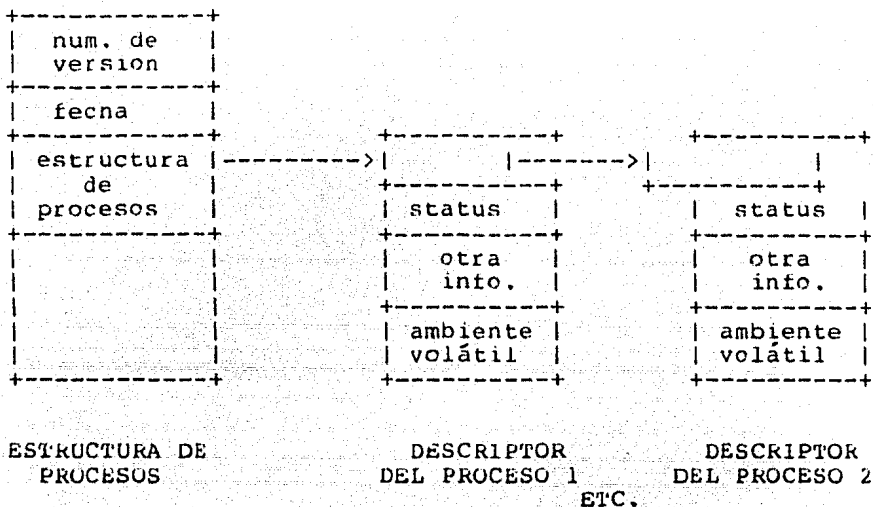 num. de
version
fecna
estructura
de
procesos
status
status
otra
info.
otra
info.
ambiente
volátil
ambiente
volátil
ESTRUCTURA DE
PROCESOS
DESCRIPTOR
DEL PROCESO 1
DESCRIPTOR
DEL PROCESO 2
ETC.